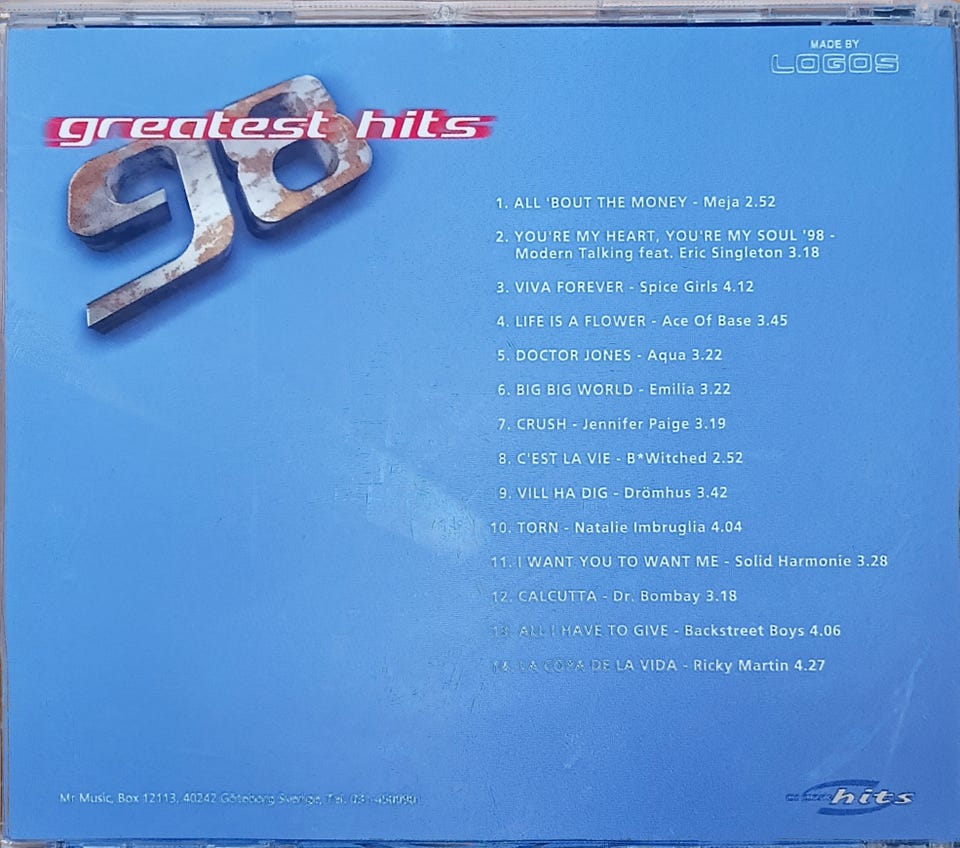 MADE BY
LOGOS
greatest hits
98
1. ALL 'BOUT THE MONEY - Meja 2.52
2. YOU'RE MY HEART, YOU'RE MY SOUL '98 -
Modern Talking feat. Eric Singleton 3.18
3. VIVA FOREVER - Spice Girls 4.12
4. LIFE IS A FLOWER - Ace Of Base 3.45
5. DOCTOR JONES - Aqua 3.22
6. BIG BIG WORLD - Emilia 3.22
7. CRUSH - Jennifer Paige 3.19
8. C'EST LA VIE - B*Witched 2.52
9. VILL HA DIG - Drömhus 3.42
10. TORN - Natalie Imbruglia 4.04
11. I WANT YOU TO WANT ME - Solid Harmonie 3.28
12. CALCUTTA - Dr. Bombay 3.18
13. ALL I HAVE TO GIVE - Backstreet Boys 4.06
14. LA COPA DE LA VIDA - Ricky Martin 4.27
Mr Music, Box 12113, 40242 Göteborg Sverige, Tel.
hits